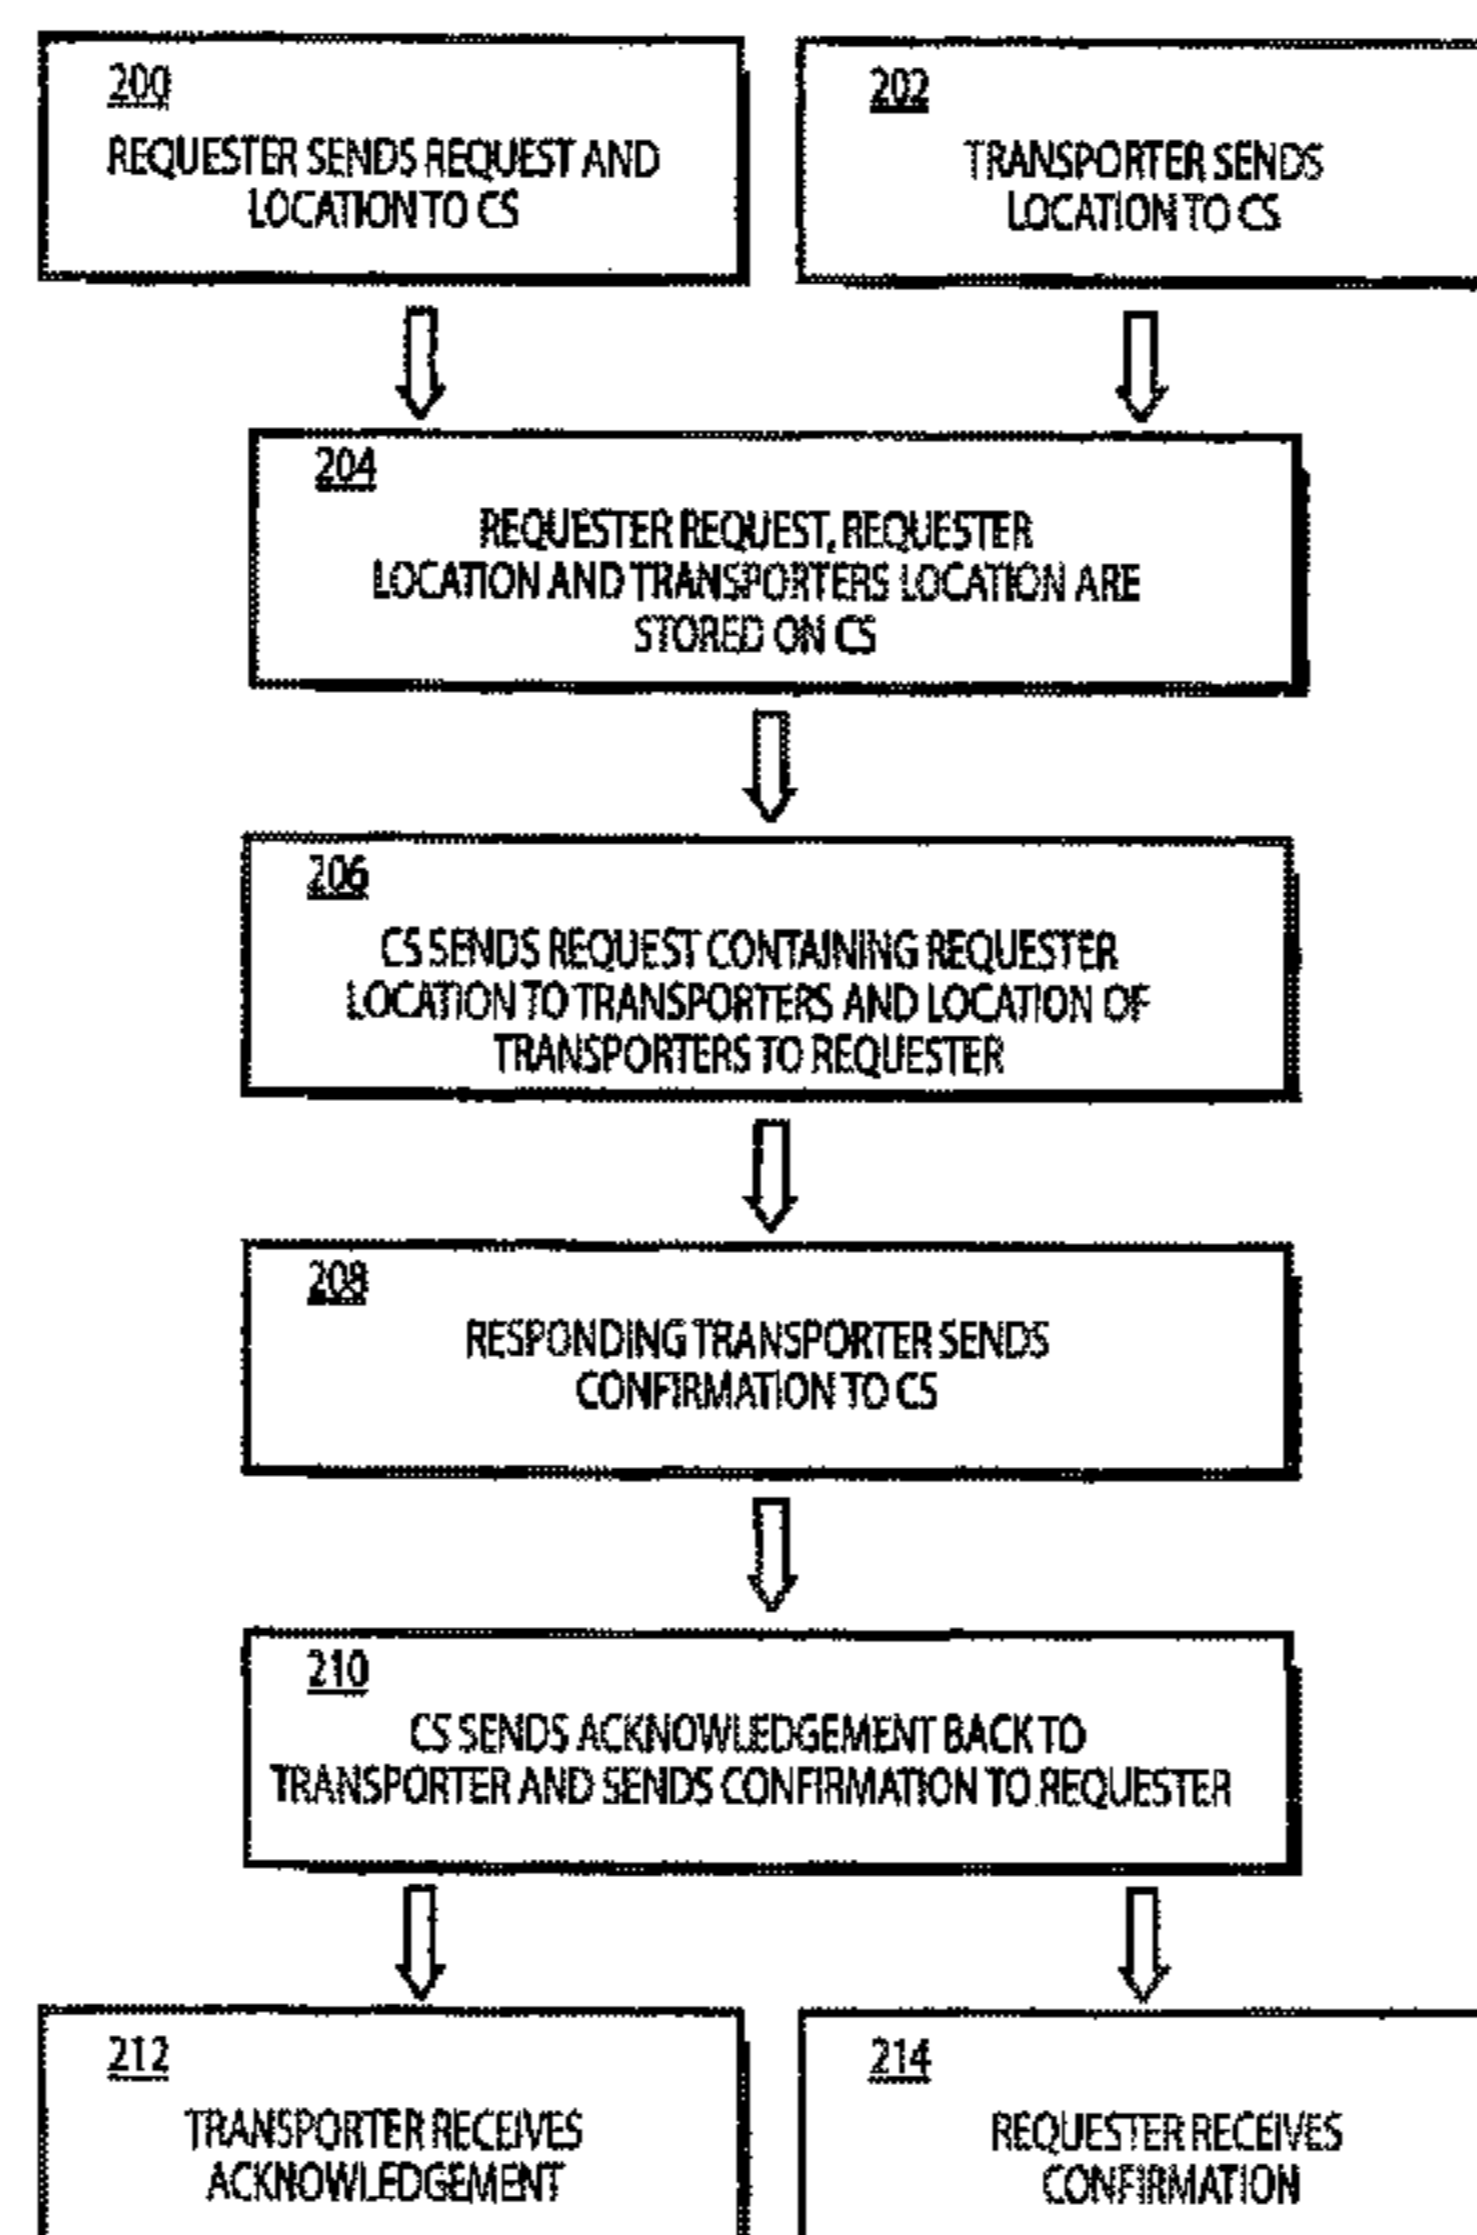 200
REQUESTER SENDS REQUEST AND
LOCATION TO CS
202
TRANSPORTER SENDS
LOCATION TO CS
204
REQUESTER REQUEST, REQUESTER
LOCATION AND TRANSPORTERS LOCATION ARE
STORED ON CS
206
CS SENDS REQUEST CONTAINING REQUESTER
LOCATION TO TRANSPORTERS AND LOCATION OF
TRANSPORTERS TO REQUESTER
208
RESPONDING TRANSPORTER SENDS
CONFIRMATION TO CS
210
CS SENDS ACKNOWLEDGEMENT BACK TO
TRANSPORTER AND SENDS CONFIRMATION TO REQUESTER
212
TRANSPORTER RECEIVES
ACKNOWLEDGEMENT
214
REQUESTER RECEIVES
CONFIRMATION